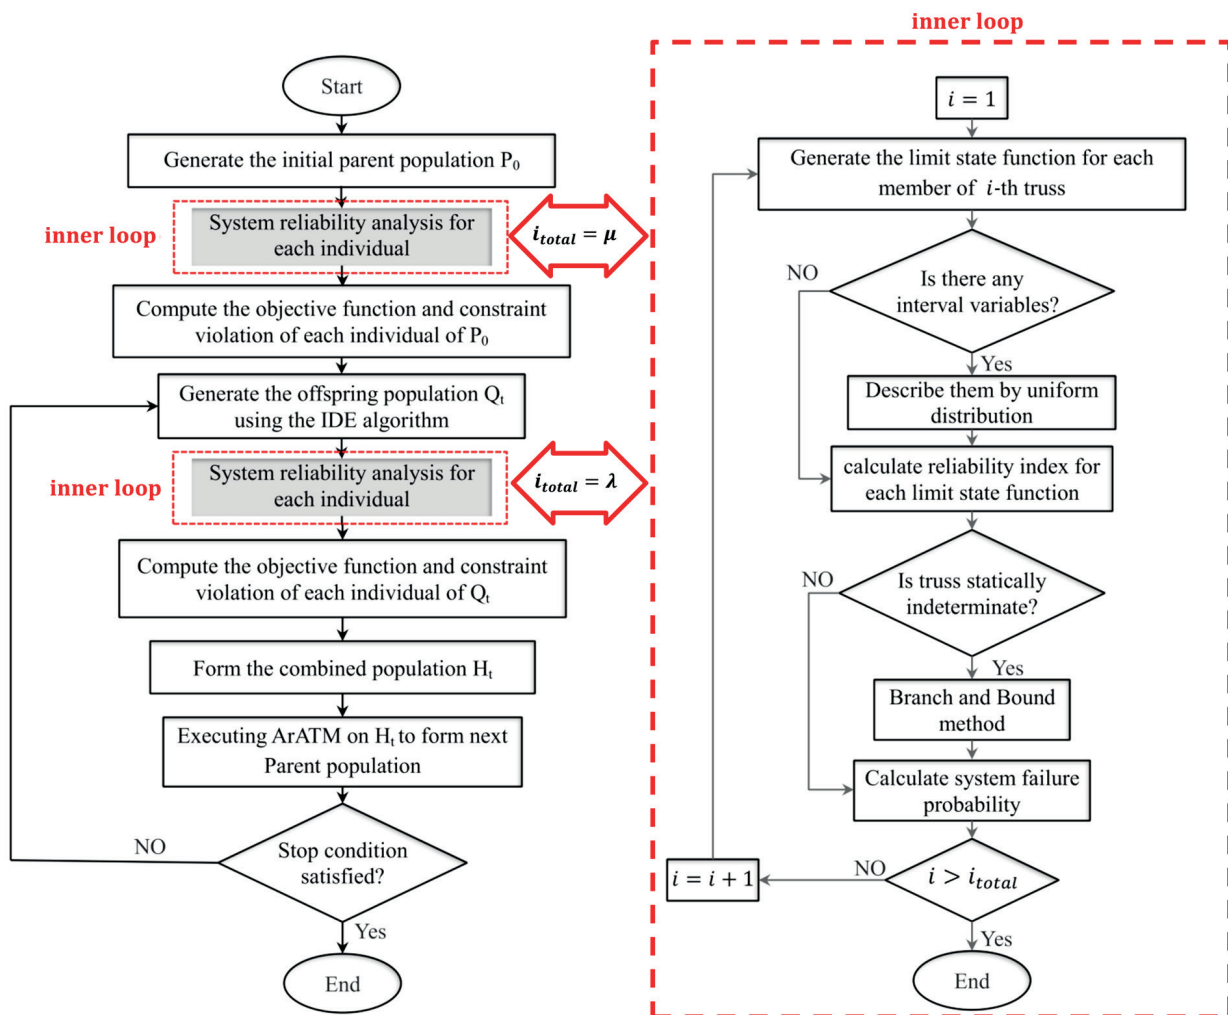 Start
Generate the initial parent population P₀
inner loop
System reliability analysis for
each individual
i_total = μ
Compute the objective function and constraint
violation of each individual of P₀
Generate the offspring population Qₜ
using the IDE algorithm
inner loop
System reliability analysis for
each individual
i_total = λ
Compute the objective function and constraint
violation of each individual of Qₜ
Form the combined population Hₜ
Executing ArATM on Hₜ to form next
Parent population
Stop condition
satisfied?
NO
Yes
End
inner loop
i = 1
Generate the limit state function for each
member of i-th truss
Is there any
interval variables?
NO
Yes
Describe them by uniform
distribution
calculate reliability index for
each limit state function
Is truss statically
indeterminate?
NO
Yes
Branch and Bound
method
Calculate system failure
probability
i > i_total
NO
i = i + 1
Yes
End